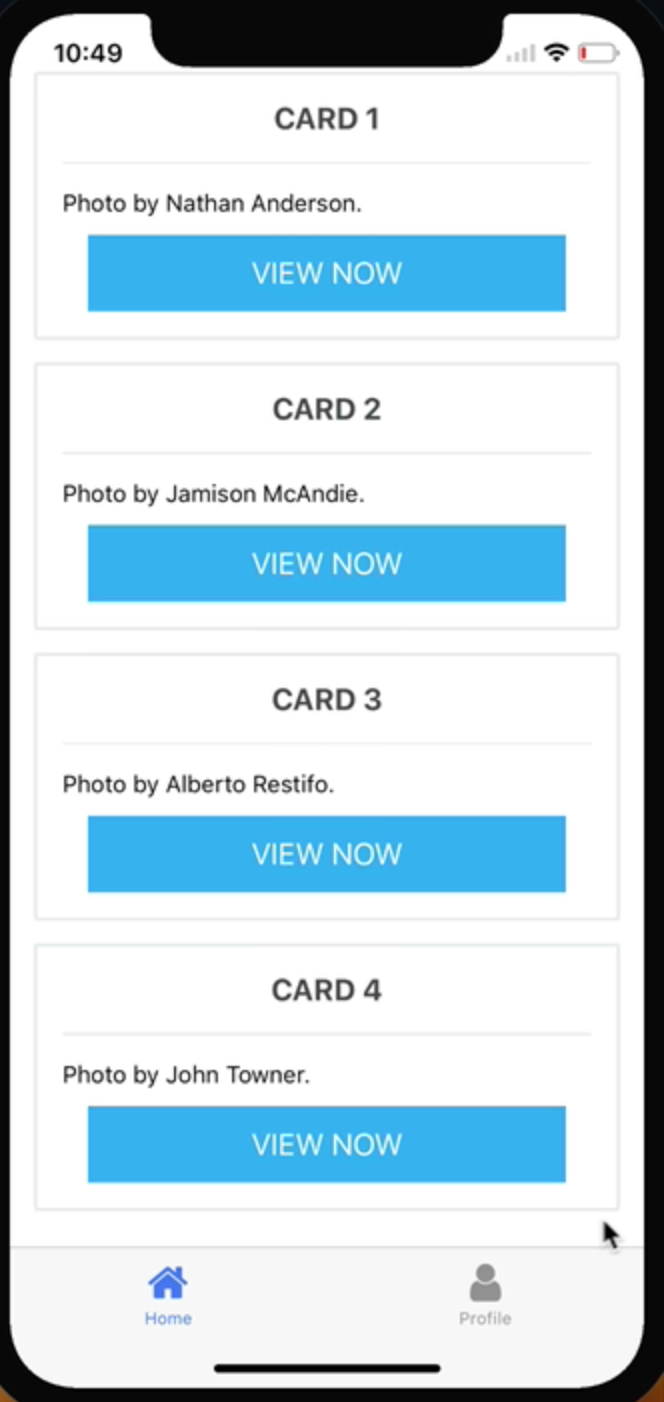 10:49
CARD 1
Photo by Nathan Anderson.
VIEW NOW
CARD 2
Photo by Jamison McAndie.
VIEW NOW
CARD 3
Photo by Alberto Restifo.
VIEW NOW
CARD 4
Photo by John Towner.
VIEW NOW
Home
Profile